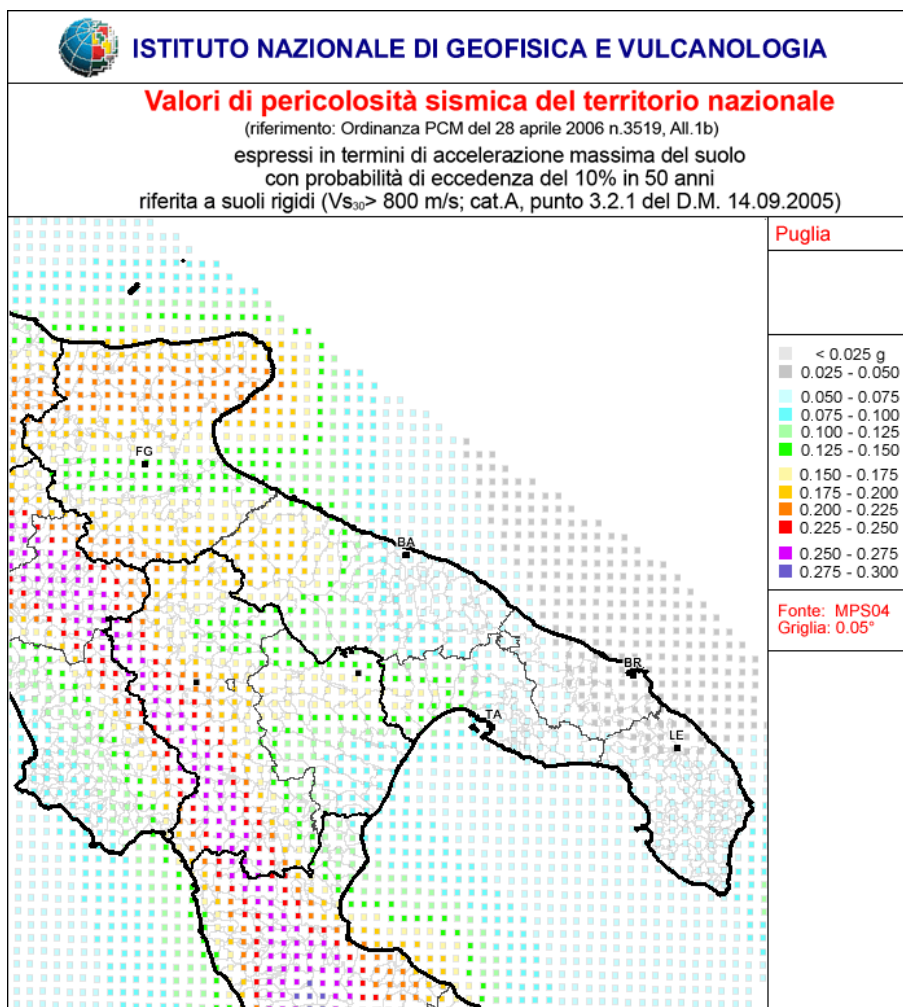 ISTITUTO NAZIONALE DI GEOFISICA E VULCANOLOGIA
Valori di pericolosità sismica del territorio nazionale
(riferimento: Ordinanza PCM del 28 aprile 2006 n.3519, All.1b)
espressi in termini di accelerazione massima del suolo
con probabilità di eccedenza del 10% in 50 anni
riferita a suoli rigidi (Vs30> 800 m/s; cat.A, punto 3.2.1 del D.M. 14.09.2005)
Puglia
< 0.025 g
0.025 - 0.050
0.050 - 0.075
0.075 - 0.100
0.100 - 0.125
0.125 - 0.150
0.150 - 0.175
0.175 - 0.200
0.200 - 0.225
0.225 - 0.250
0.250 - 0.275
0.275 - 0.300
Fonte: MPS04
Griglia: 0.05°
FG
BA
BR
TA
LE